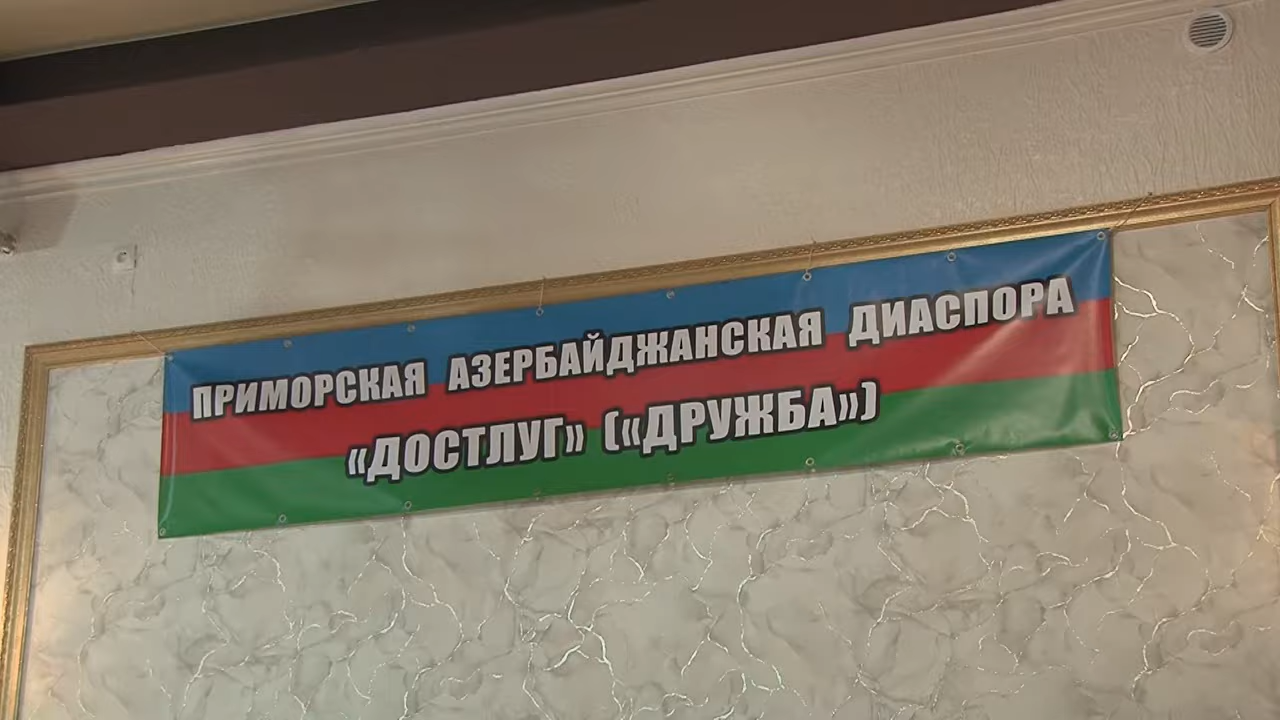 ПРИМОРСКАЯ АЗЕРБАЙДЖАНСКАЯ ДИАСПОРА
«ДОСТЛУГ» («ДРУЖБА»)